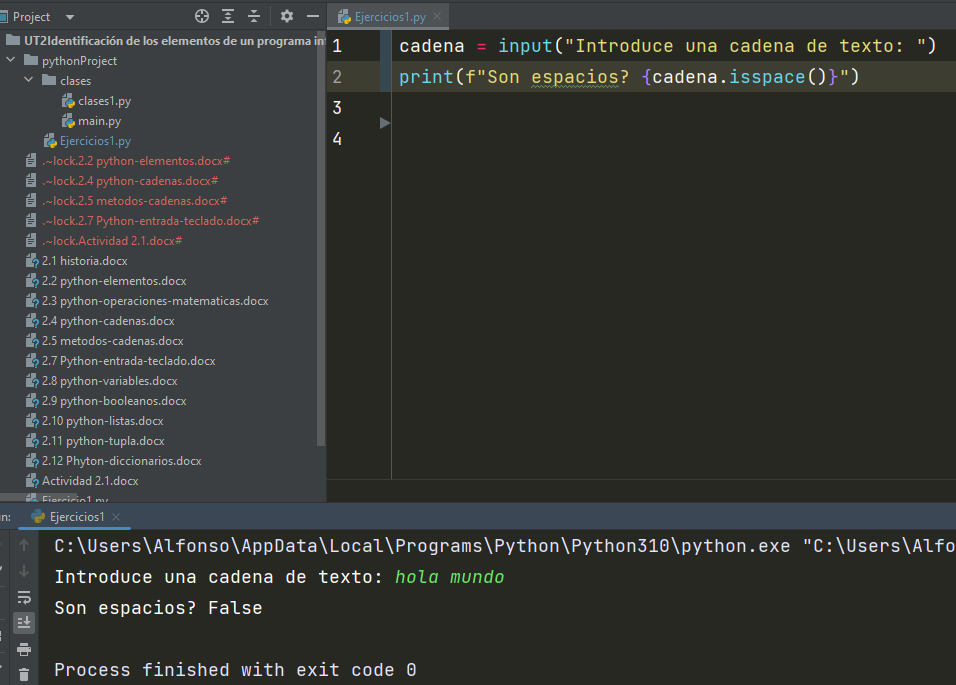 Project
Ejercicios1.py
UT2Identificación de los elementos de un programa
pythonProject
clases
clases1.py
main.py
Ejercicios1.py
.~lock.2.2 python-elementos.docx#
.~lock.2.4 python-cadenas.docx#
.~lock.2.5 metodos-cadenas.docx#
.~lock.2.7 Python-entrada-teclado.docx#
.~lock.Actividad 2.1.docx#
2.1 historia.docx
2.2 python-elementos.docx
2.3 python-operaciones-matematicas.docx
2.4 python-cadenas.docx
2.5 metodos-cadenas.docx
2.7 Python-entrada-teclado.docx
2.8 python-variables.docx
2.9 python-booleanos.docx
2.10 python-listas.docx
2.11 python-tupla.docx
2.12 Phyton-diccionarios.docx
Actividad 2.1.docx
Ejercicio1.py
1 cadena = input("Introduce una cadena de texto: ")
2 print(f"Son espacios? {cadena.isspace()}")
3
4
Ejercicios1
C:\Users\Alfonso\AppData\Local\Programs\Python\Python310\python.exe "C:\Users\Alfo
Introduce una cadena de texto: hola mundo
Son espacios? False
Process finished with exit code 0